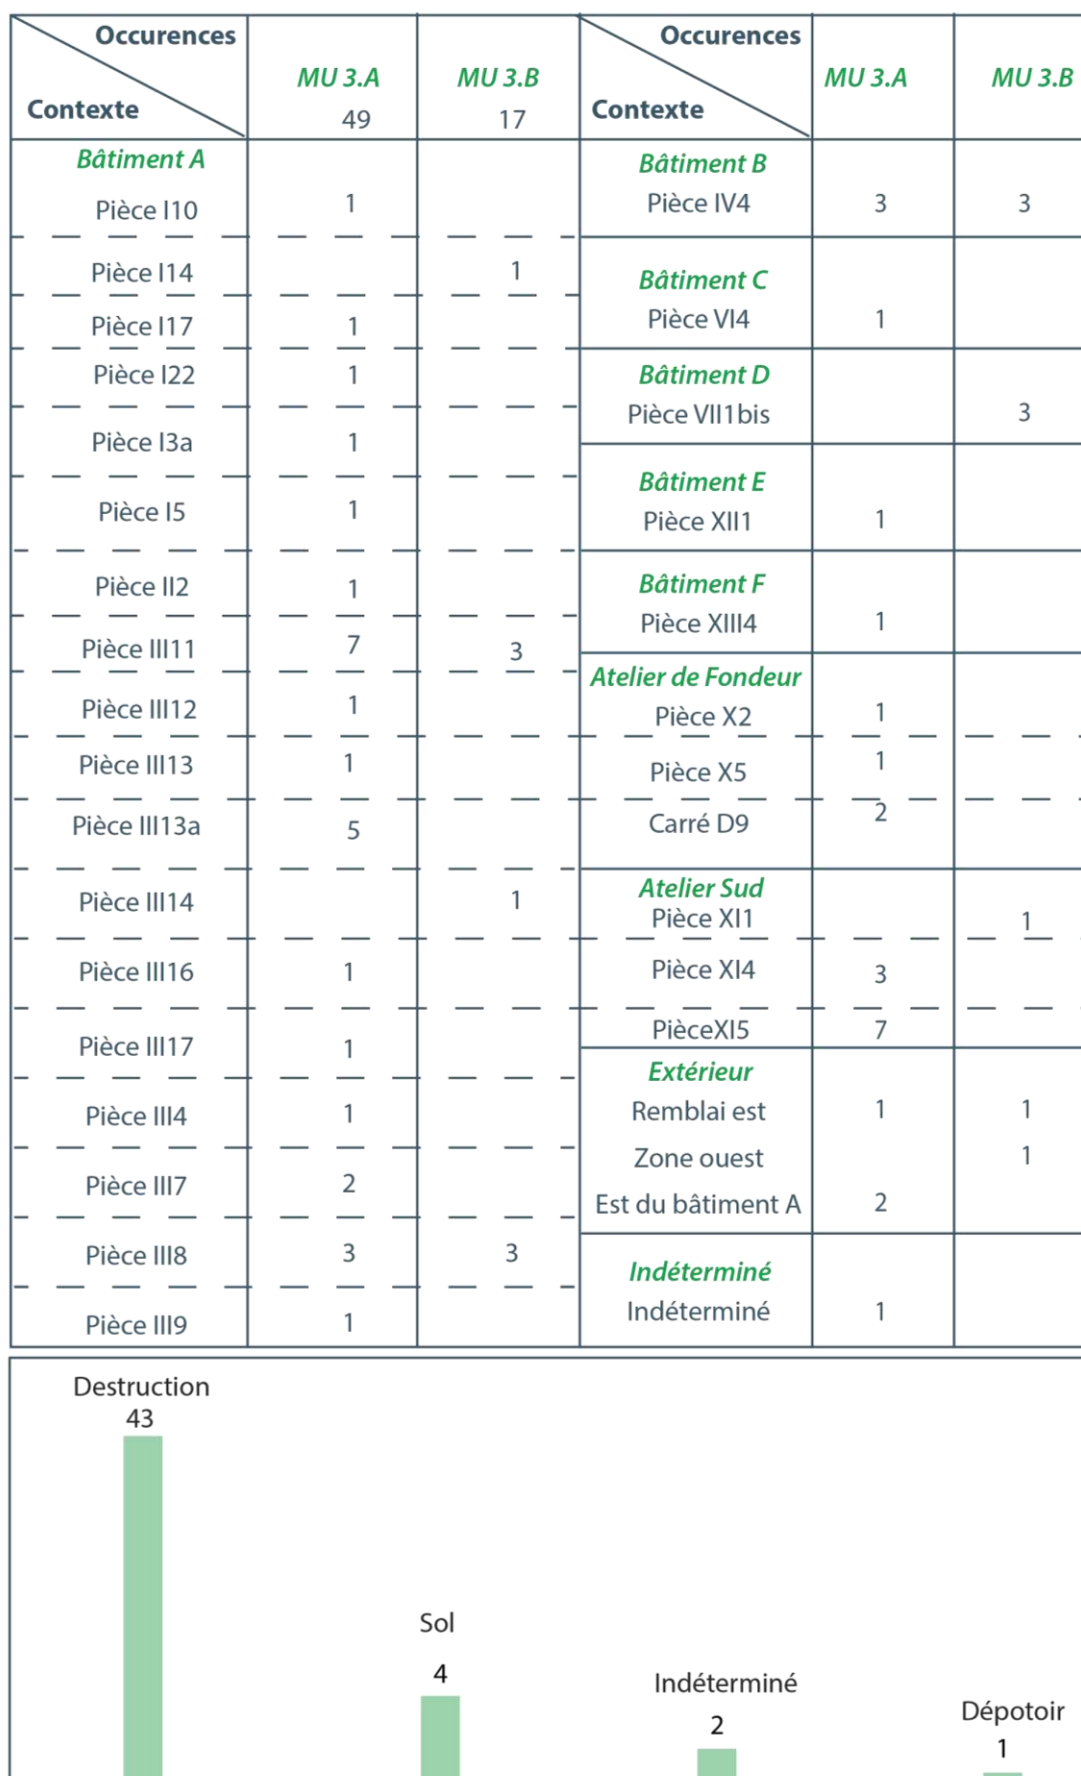 Occurences MU 3.A MU 3.B
Contexte 49 17
Bâtiment A
Pièce I10 1
Pièce I14 1
Pièce I17 1
Pièce I22 1
Pièce I3a 1
Pièce I5 1
Pièce II2 1
Pièce III11 7 3
Pièce III12 1
Pièce III13 1
Pièce III13a 5
Pièce III14 1
Pièce III16 1
Pièce III17 1
Pièce III4 1
Pièce III7 2
Pièce III8 3 3
Pièce III9 1
Occurences MU 3.A MU 3.B
Contexte
Bâtiment B
Pièce IV4 3 3
Bâtiment C
Pièce VI4 1
Bâtiment D
Pièce VII1bis 3
Bâtiment E
Pièce XII1 1
Bâtiment F
Pièce XIII4 1
Atelier de Fondeur
Pièce X2 1
Pièce X5 1
Carré D9 2
Atelier Sud
Pièce XI1 1
Pièce XI4 3
PièceXI5 7
Extérieur
Remblai est 1 1
Zone ouest 1
Est du bâtiment A 2
Indéterminé
Indéterminé 1
Destruction
43
Sol
4
Indéterminé
2
Dépotoir
1